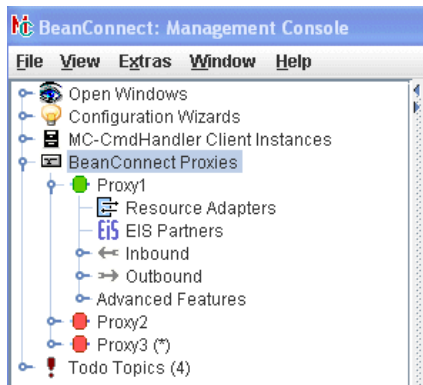 BeanConnect: Management Console
File View Extras Window Help
Open Windows
Configuration Wizards
MC-CmdHandler Client Instances
BeanConnect Proxies
Proxy1
Resource Adapters
EIS EIS Partners
Inbound
Outbound
Advanced Features
Proxy2
Proxy3 (*)
Todo Topics (4)